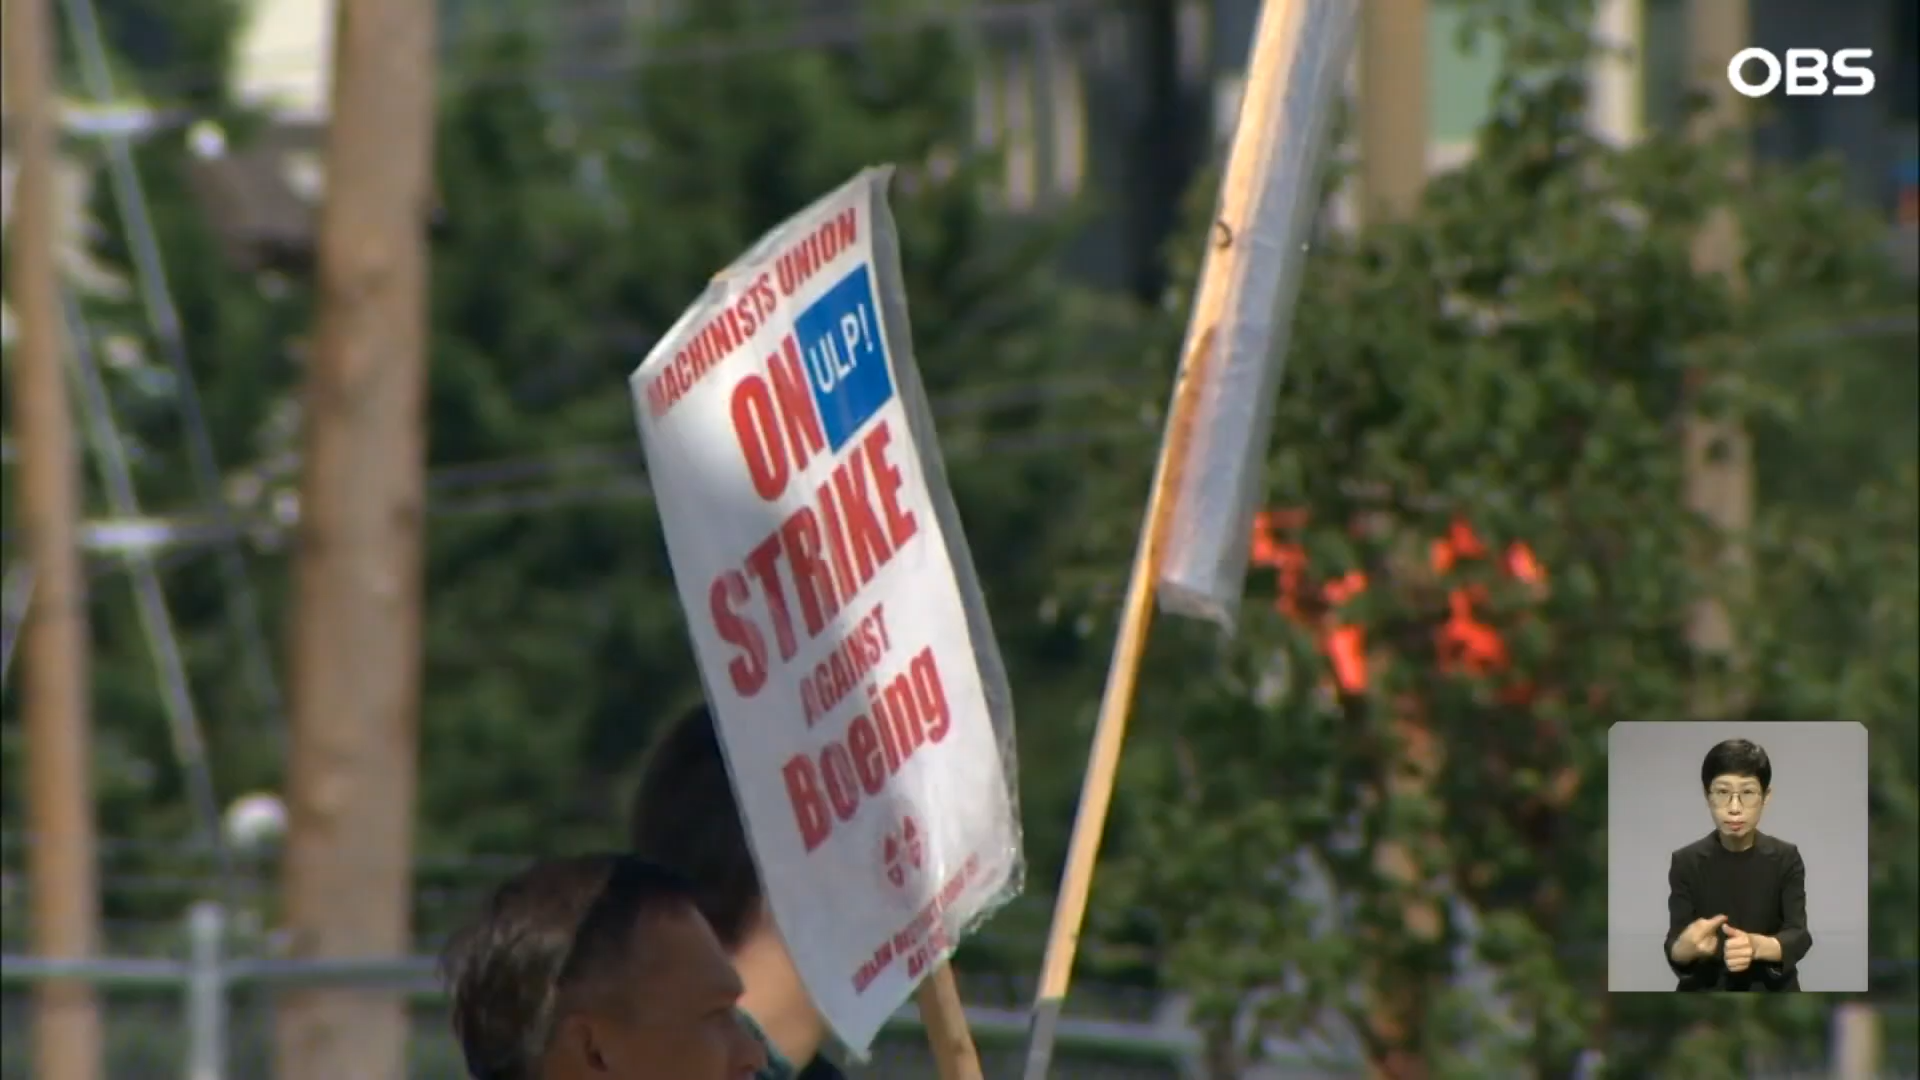 OBS
MACHINISTS UNION
ON
ULP!
STRIKE
AGAINST
Boeing